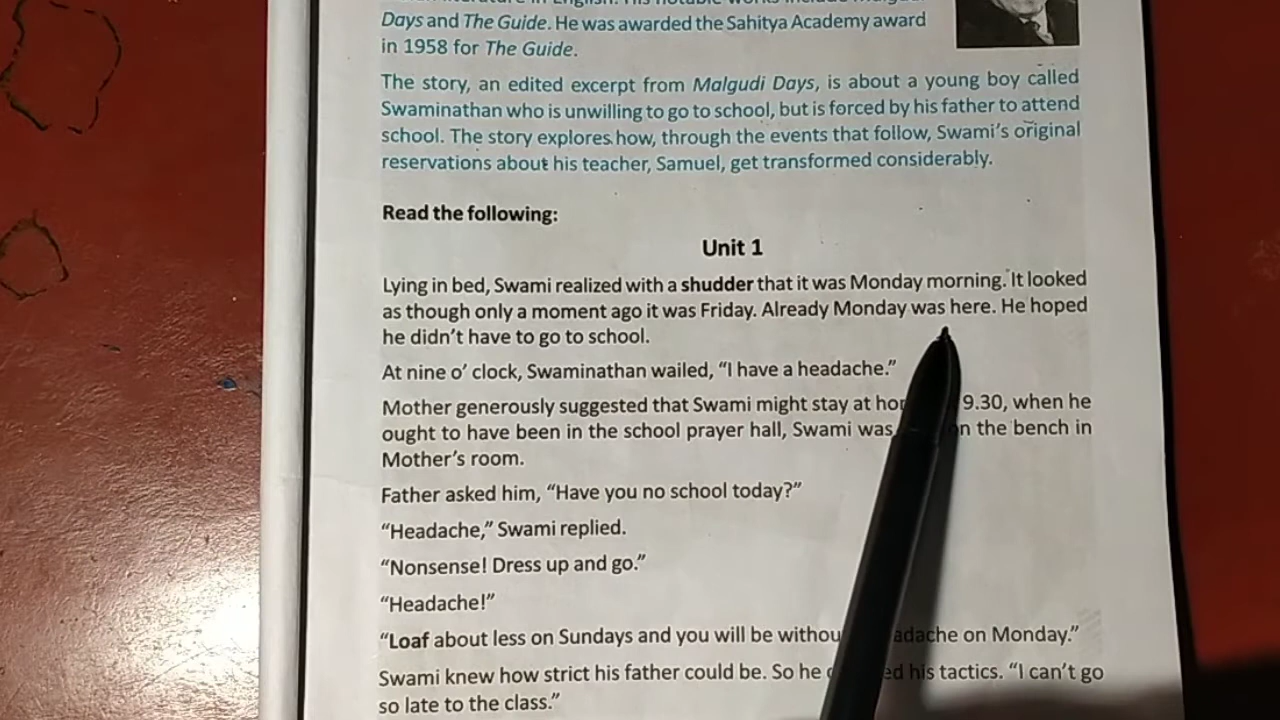 Days and The Guide. He was awarded the Sahitya Academy award
in 1958 for The Guide.
The story, an edited excerpt from Malgudi Days, is about a young boy called
Swaminathan who is unwilling to go to school, but is forced by his father to attend
school. The story explores how, through the events that follow, Swami's original
reservations about his teacher, Samuel, get transformed considerably.
Read the following:
Unit 1
Lying in bed, Swami realized with a shudder that it was Monday morning. It looked
as though only a moment ago it was Friday. Already Monday was here. He hoped
he didn't have to go to school.
At nine o' clock, Swaminathan wailed, "I have a headache."
Mother generously suggested that Swami might stay at 9.30, when he
ought to have been in the school prayer hall, Swami was the bench in
Mother's room.
Father asked him, "Have you no school today?"
"Headache," Swami replied.
"Nonsense! Dress up and go."
"Headache!"
"Loaf about less on Sundays and you will be on Monday."
Swami knew how strict his father could be. So he his tactics. "I can't go
so late to the class."